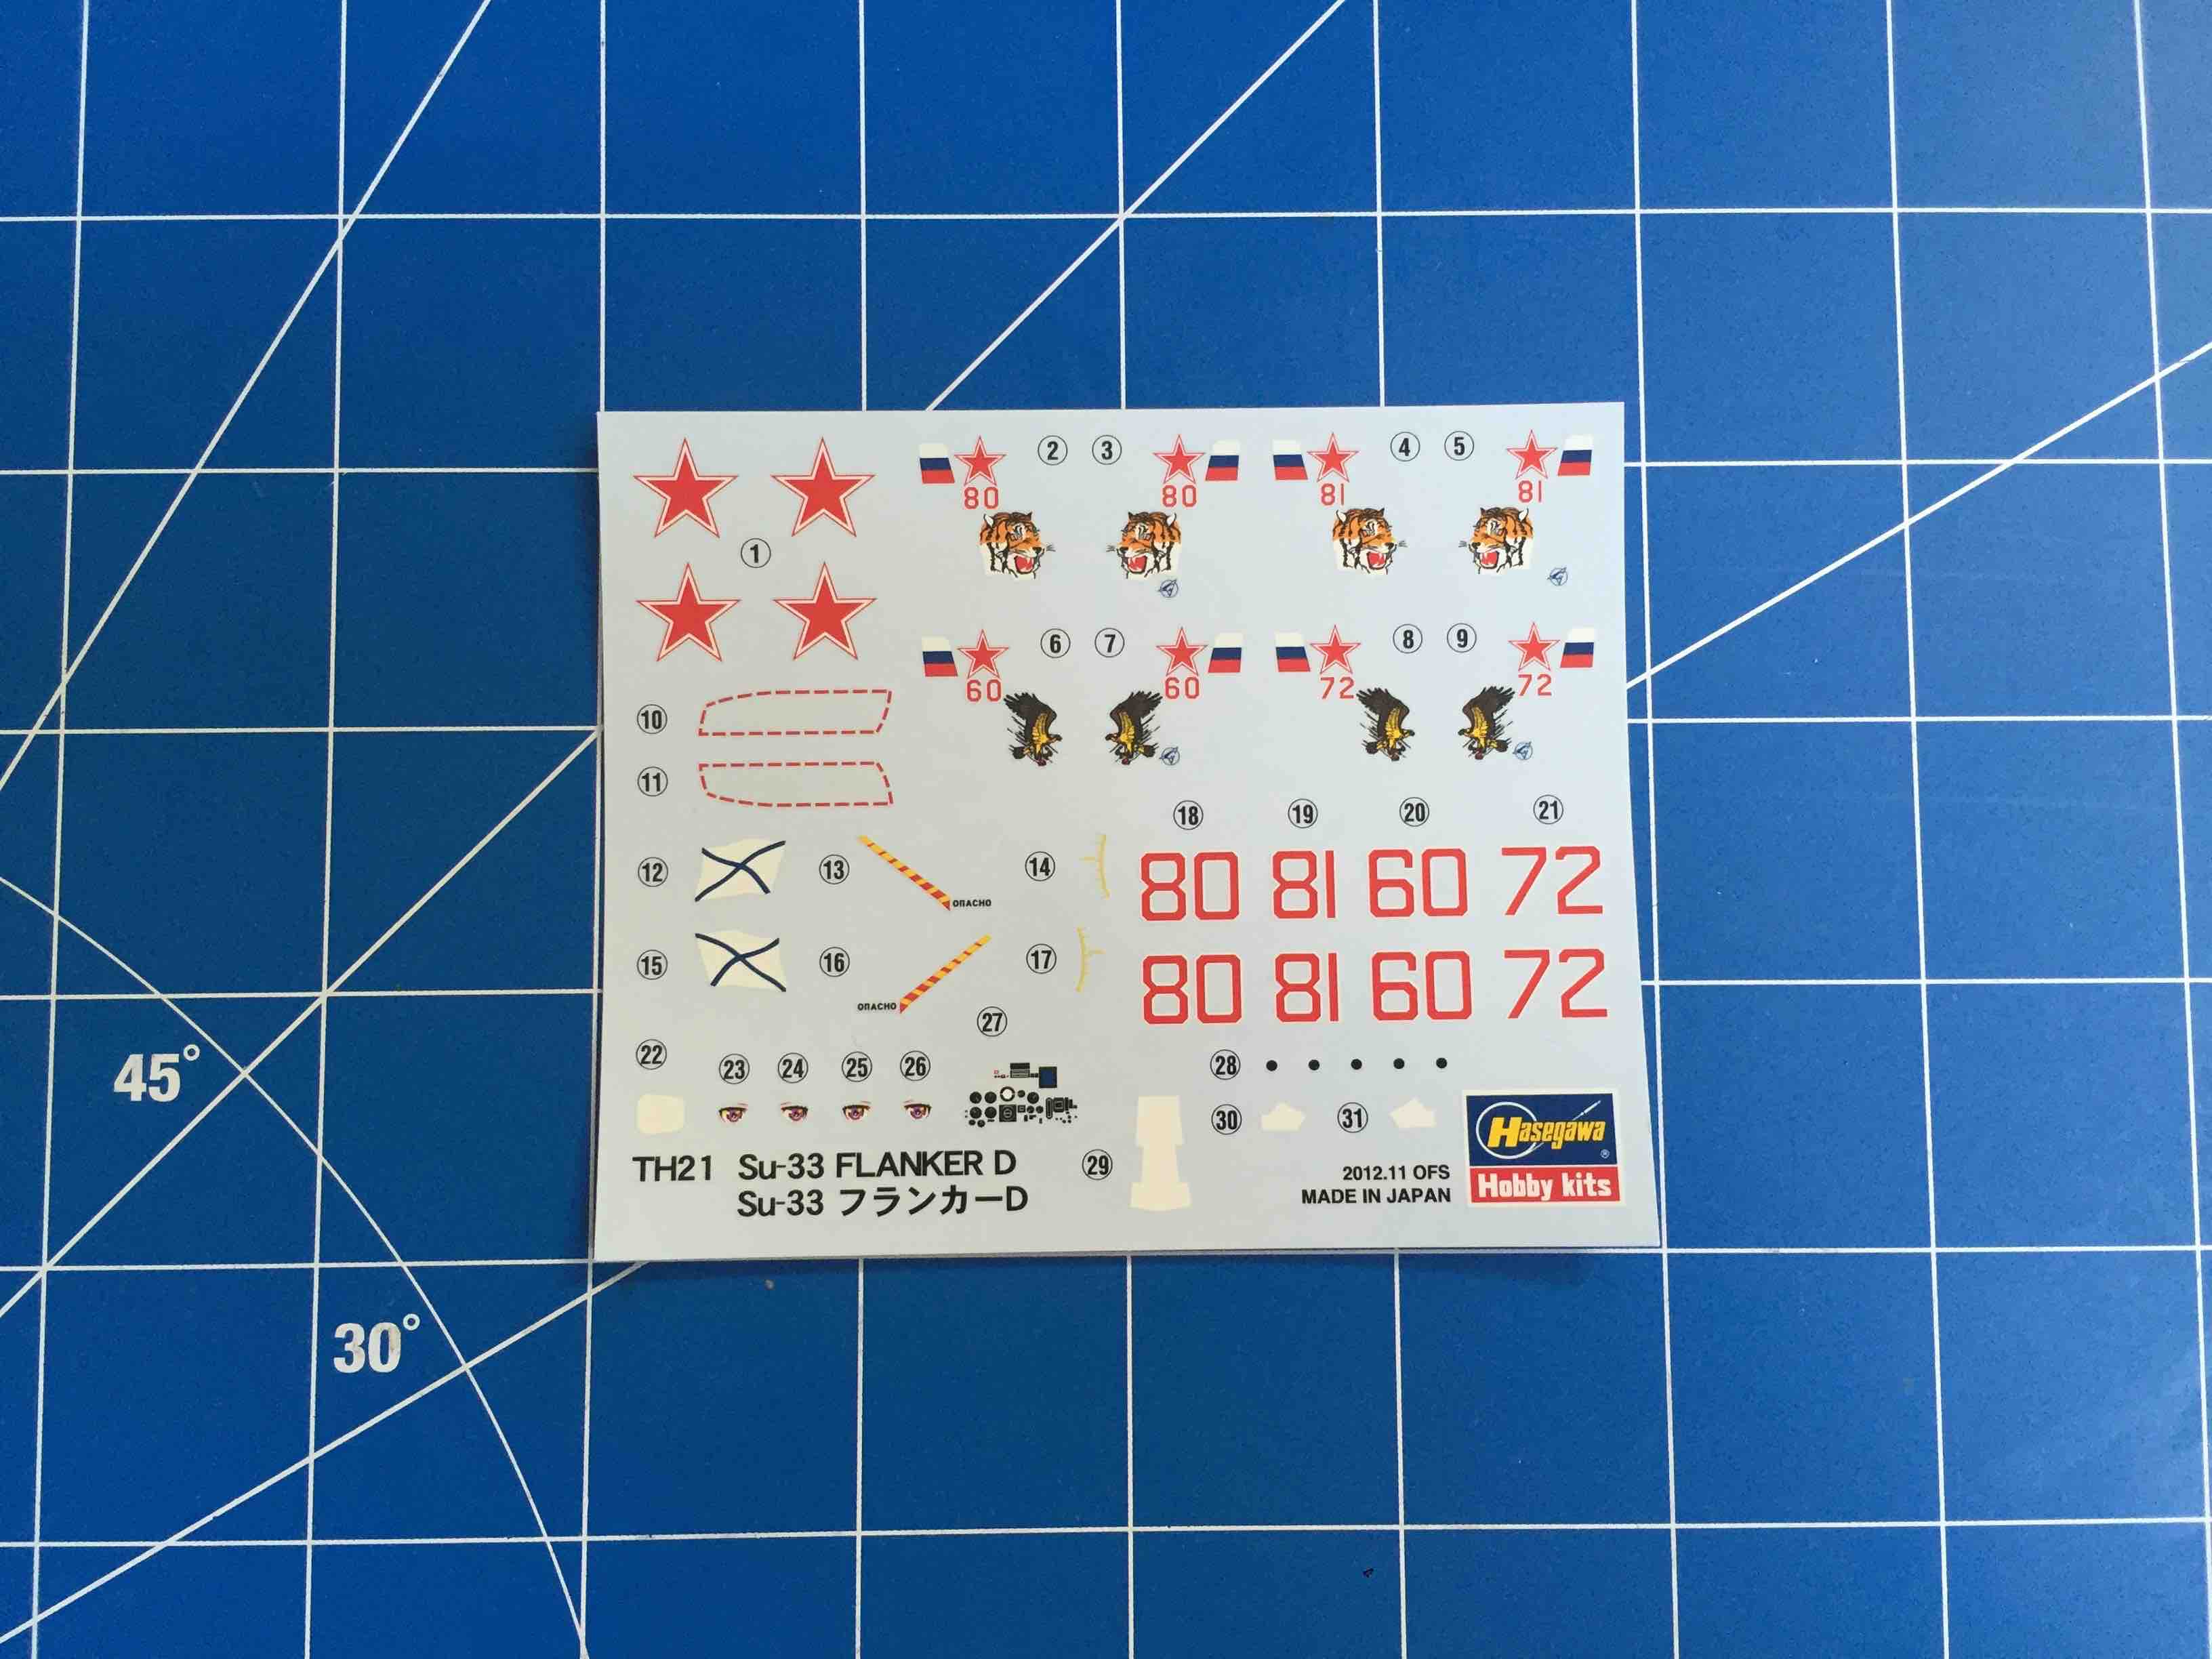 ② ③ ④ ⑤
80 80 81 81
①
⑥ ⑦ ⑧ ⑨
60 60 72 72
⑩
⑪
⑱ ⑲ ⑳ ㉑
⑫ ⑬ ОПАСНО ⑭ 80 81 60 72
⑮ ⑯ ОПАСНО ⑰ 80 81 60 72
㉗
㉒ ㉓ ㉔ ㉕ ㉖ ㉘
㉚ ㉛
Hasegawa ®
Hobby kits
TH21 Su-33 FLANKER D ㉙
Su-33 フランカーD
2012.11 OFS
MADE IN JAPAN
45°
30°